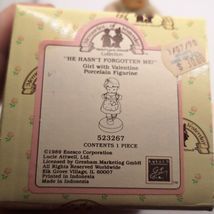 Collection
"HE HASN'T FORGOTTEN ME!"
Girl with Valentine
Porcelain Figurine
523267
CONTENTS 1 PIECE
©1989 Enesco Corporation
Lucie Attwell, Ltd.
Licensed by Gresham Marketing GmbH
All Rights Reserved Worldwide
Elk Grove Village, IL 60007
Printed in Indonesia
Made in Indonesia